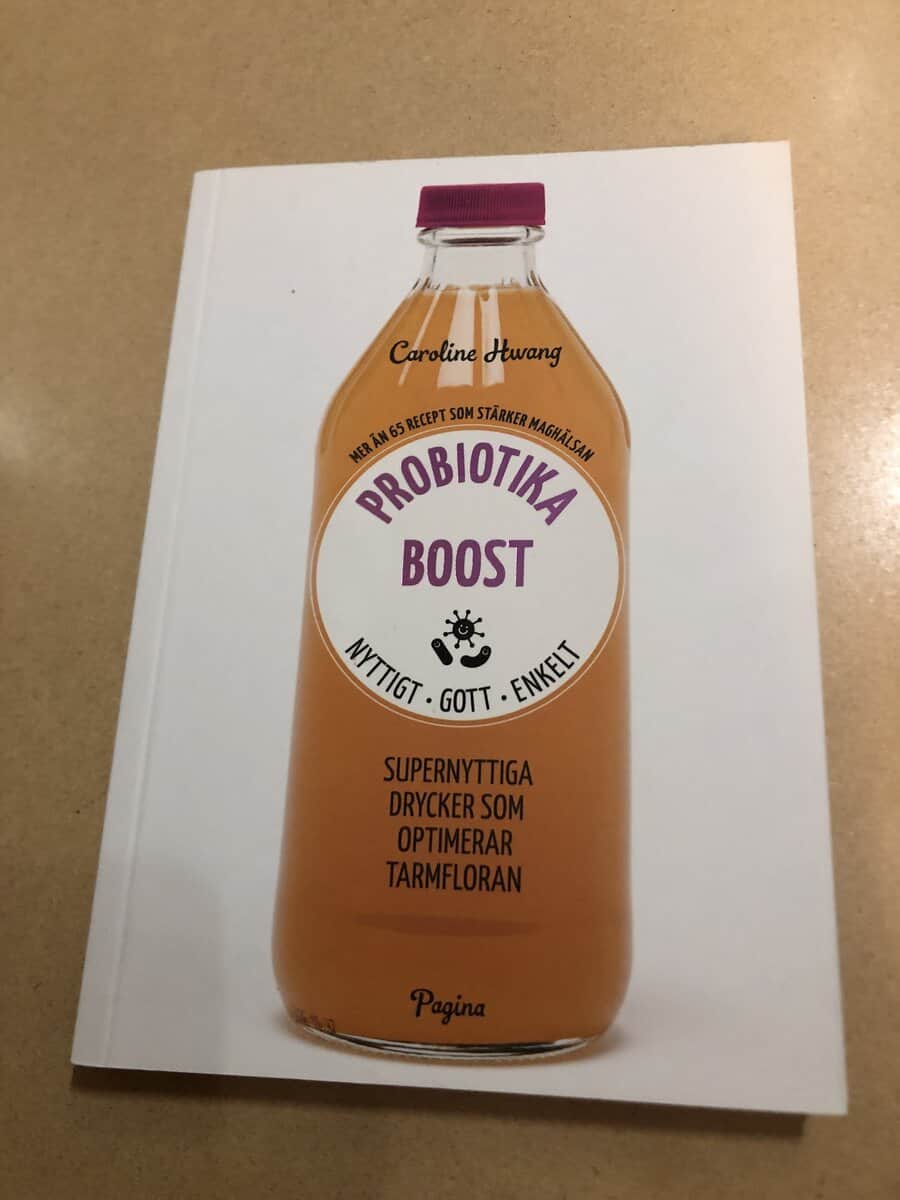 Caroline Hwang
MER ÄN 65 RECEPT SOM STÄRKER MAGHÄLSAN
PROBIOTIKA
BOOST
NYTTIGT · GOTT · ENKELT
SUPERNYTTIGA
DRYCKER SOM
OPTIMERAR
TARMFLORAN
Pagina